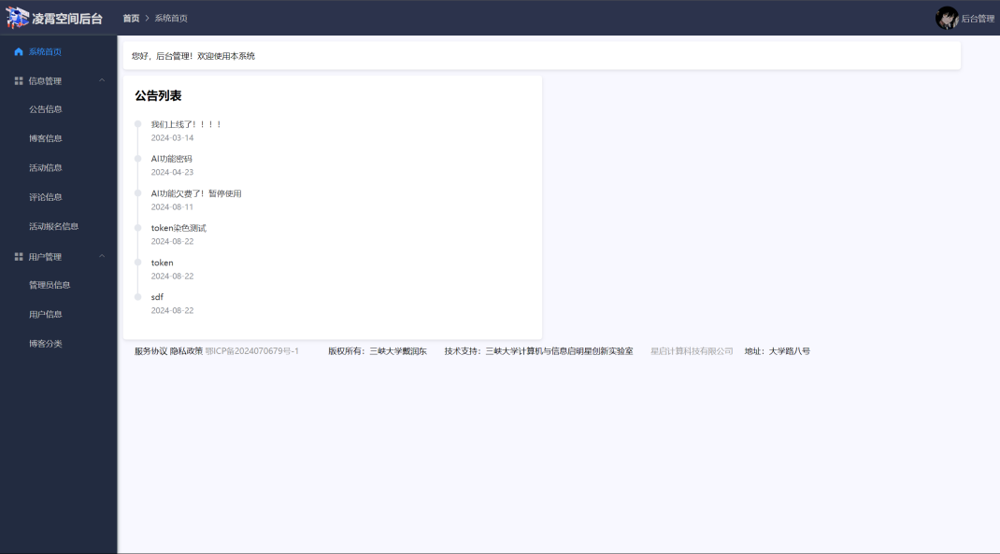 凌霄空间后台
首页 > 系统首页
后台管理
系统首页
信息管理
公告信息
博客信息
活动信息
评论信息
活动报名信息
用户管理
管理员信息
用户信息
博客分类
您好，后台管理！欢迎使用本系统
公告列表
我们上线了！！！！
2024-03-14
AI功能密码
2024-04-23
AI功能欠费了！暂停使用
2024-08-11
token染色测试
2024-08-22
token
2024-08-22
sdf
2024-08-22
服务协议 隐私政策 鄂ICP备2024070679号-1 版权所有：三峡大学戴润东 技术支持：三峡大学计算机与信息启明星创新实验室 星启计算科技有限公司 地址：大学路八号